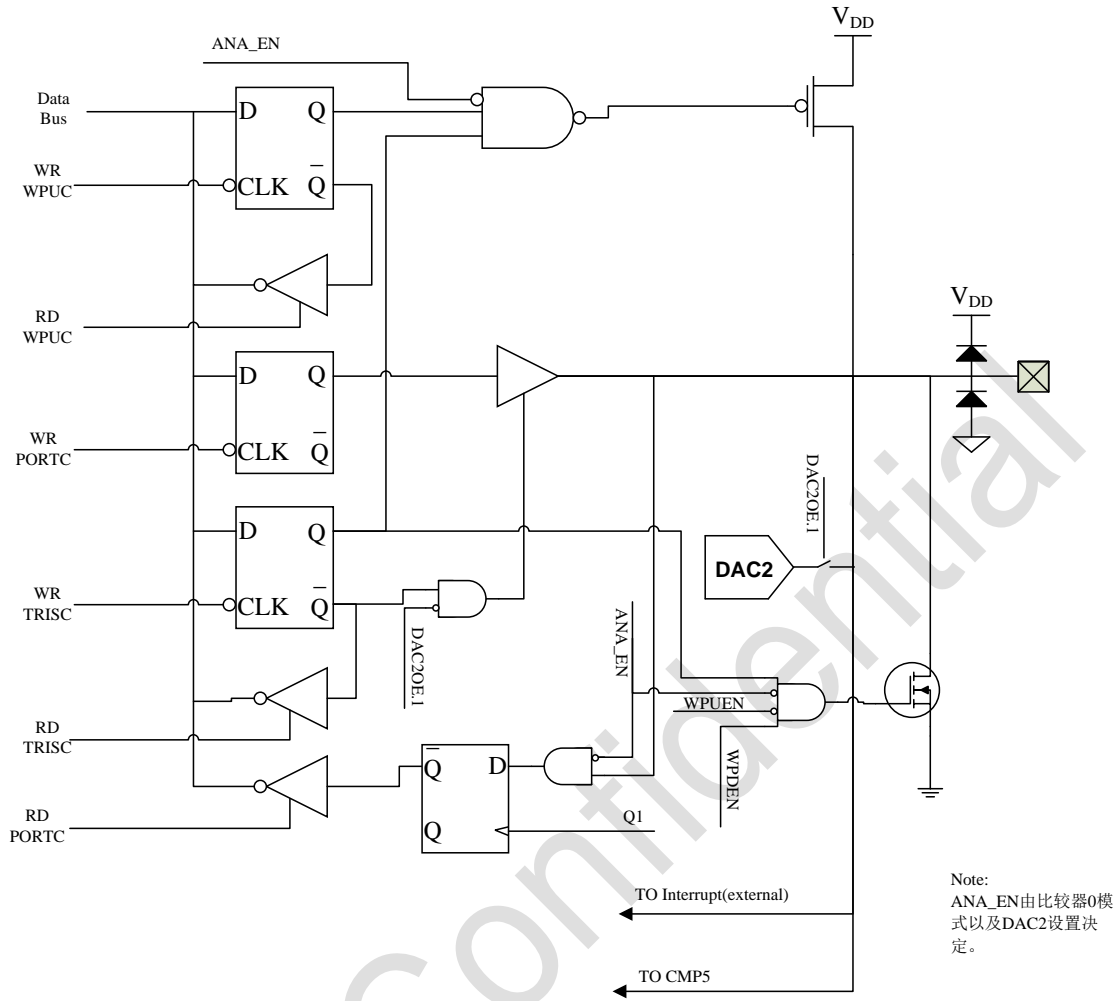 V_DD
ANA_EN
Data
Bus
D Q
WR
WPUC
CLK Q̅
RD
WPUC
V_DD
D Q
WR
PORTC
CLK Q̅
DAC2OE.1
D Q
DAC2
WR
TRISC
CLK Q̅
DAC2OE.1
ANA_EN
WPUEN
WPDEN
RD
TRISC
Q̅ D
RD
PORTC
Q
Q1
TO Interrupt(external)
Note:
ANA_EN由比较器0模
式以及DAC2设置决
定。
TO CMP5
Confidential